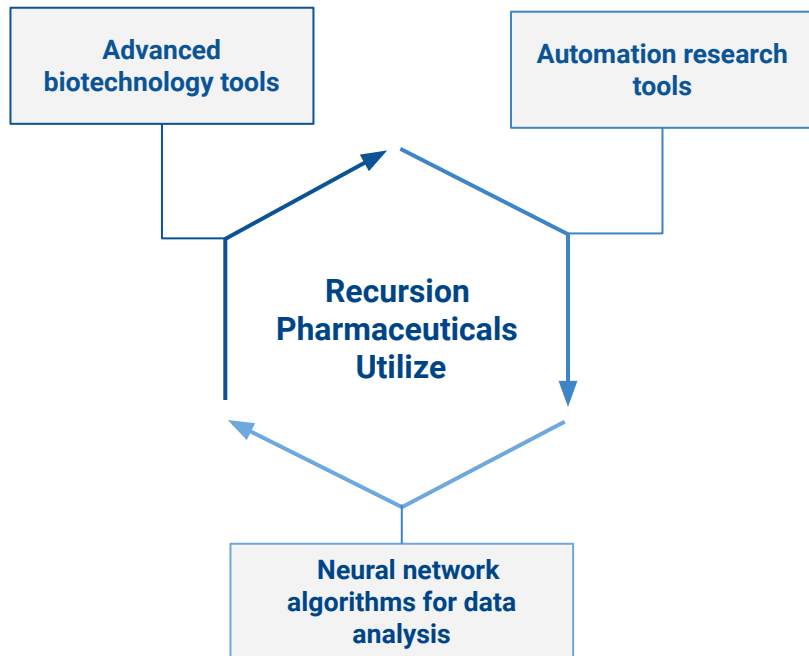 Advanced
biotechnology tools
Automation research
tools
Recursion
Pharmaceuticals
Utilize
Neural network
algorithms for data
analysis